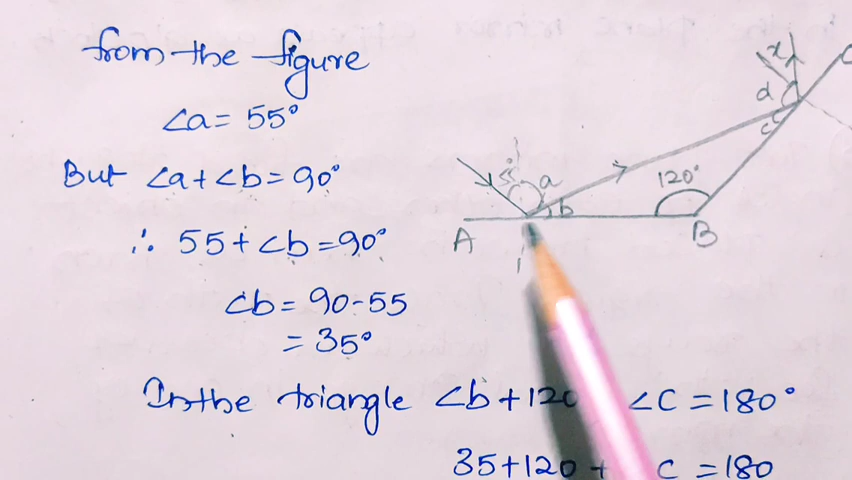 from the figure
∠a = 55°
But ∠a + ∠b = 90°
∴ 55 + ∠b = 90°
∠b = 90 - 55
= 35°
In the triangle ∠b + 120 ∠C = 180°
35 + 120 + C = 180
x
d
c
120°
a
b
A
B